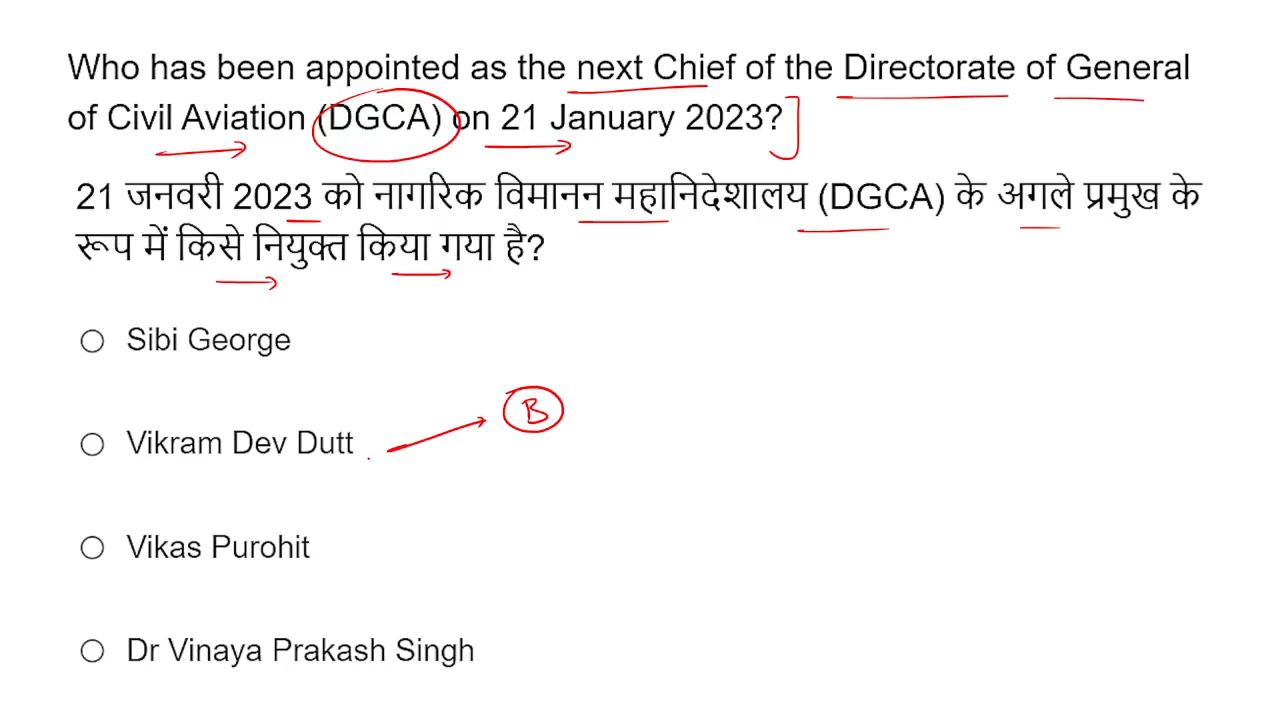 Who has been appointed as the next Chief of the Directorate of General
of Civil Aviation (DGCA) on 21 January 2023?
21 जनवरी 2023 को नागरिक विमानन महानिदेशालय (DGCA) के अगले प्रमुख के
रूप में किसे नियुक्त किया गया है?
Sibi George
B
Vikram Dev Dutt
Vikas Purohit
Dr Vinaya Prakash Singh